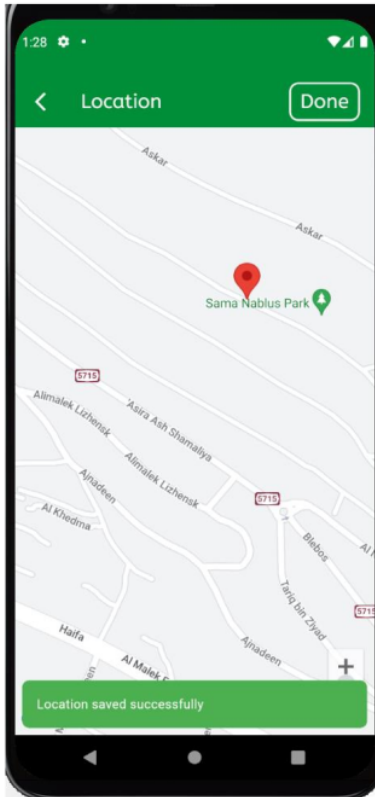 1:28
Location
Done
Askar
Askar
Sama Nablus Park
5715
Alimalek Lizhensk
'Asira Ash Shamaliya
Alimalek Lizhensk
Ajnadeen
5715
Al Khedma
Blebos
Tariq bin Ziyad
5715
Haifa
Ajnadeen
Al Malek
+
Location saved successfully